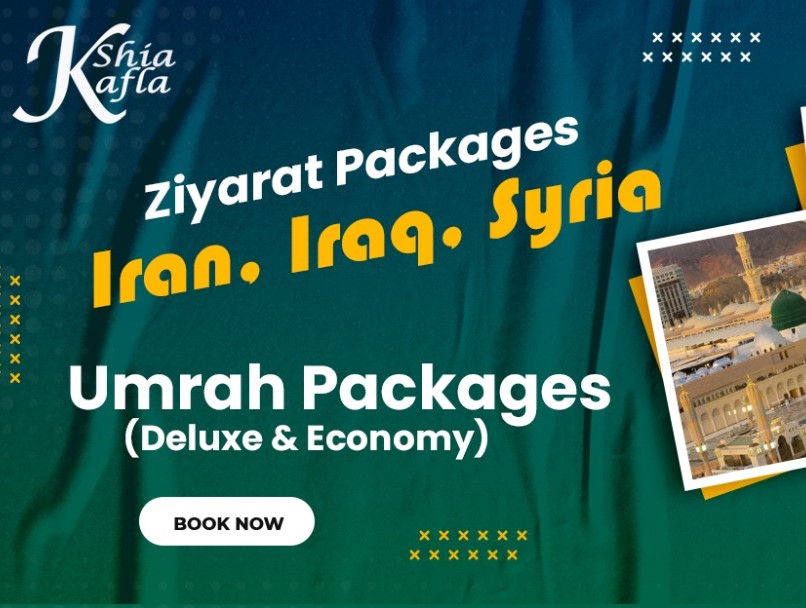 Shia
Kafla
Ziyarat Packages
Iran, Iraq, Syria
Umrah Packages
(Deluxe & Economy)
BOOK NOW